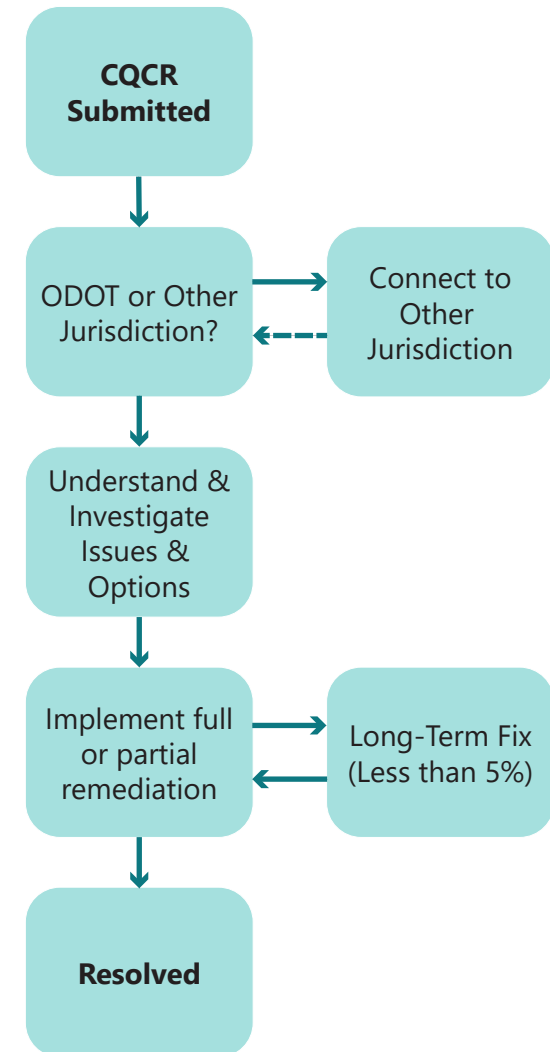 CQCR
Submitted
ODOT or Other
Jurisdiction?
Connect to
Other
Jurisdiction
Understand &
Investigate
Issues &
Options
Implement full
or partial
remediation
Long-Term Fix
(Less than 5%)
Resolved